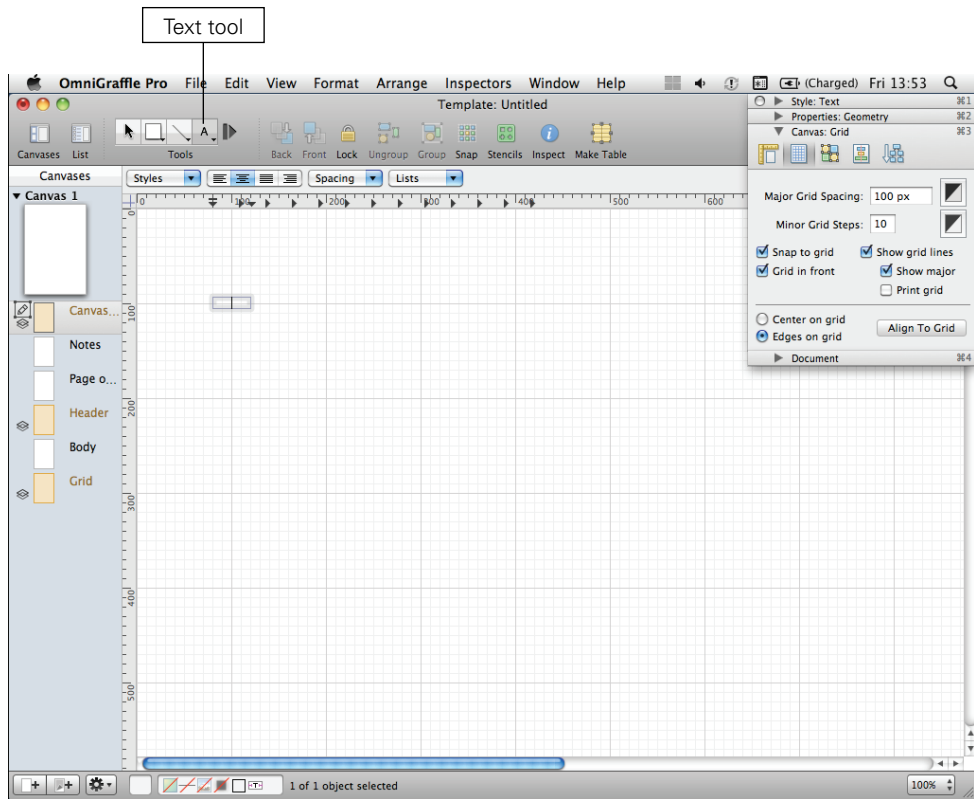 Text tool
OmniGraffle Pro File Edit View Format Arrange Inspectors Window Help (Charged) Fri 13:53
Template: Untitled
Canvases List Tools Back Front Lock Ungroup Group Snap Stencils Inspect Make Table
A
Canvases Styles Spacing Lists
Canvas 1
0 100 200 300 400 500 600
0
100
200
300
400
500
Canvas...
Notes
Page o...
Header
Body
Grid
Style: Text ⌘1
Properties: Geometry ⌘2
Canvas: Grid ⌘3
Major Grid Spacing: 100 px
Minor Grid Steps: 10
Snap to grid Show grid lines
Grid in front Show major
Print grid
Center on grid
Edges on grid
Align To Grid
Document ⌘4
1 of 1 object selected 100%